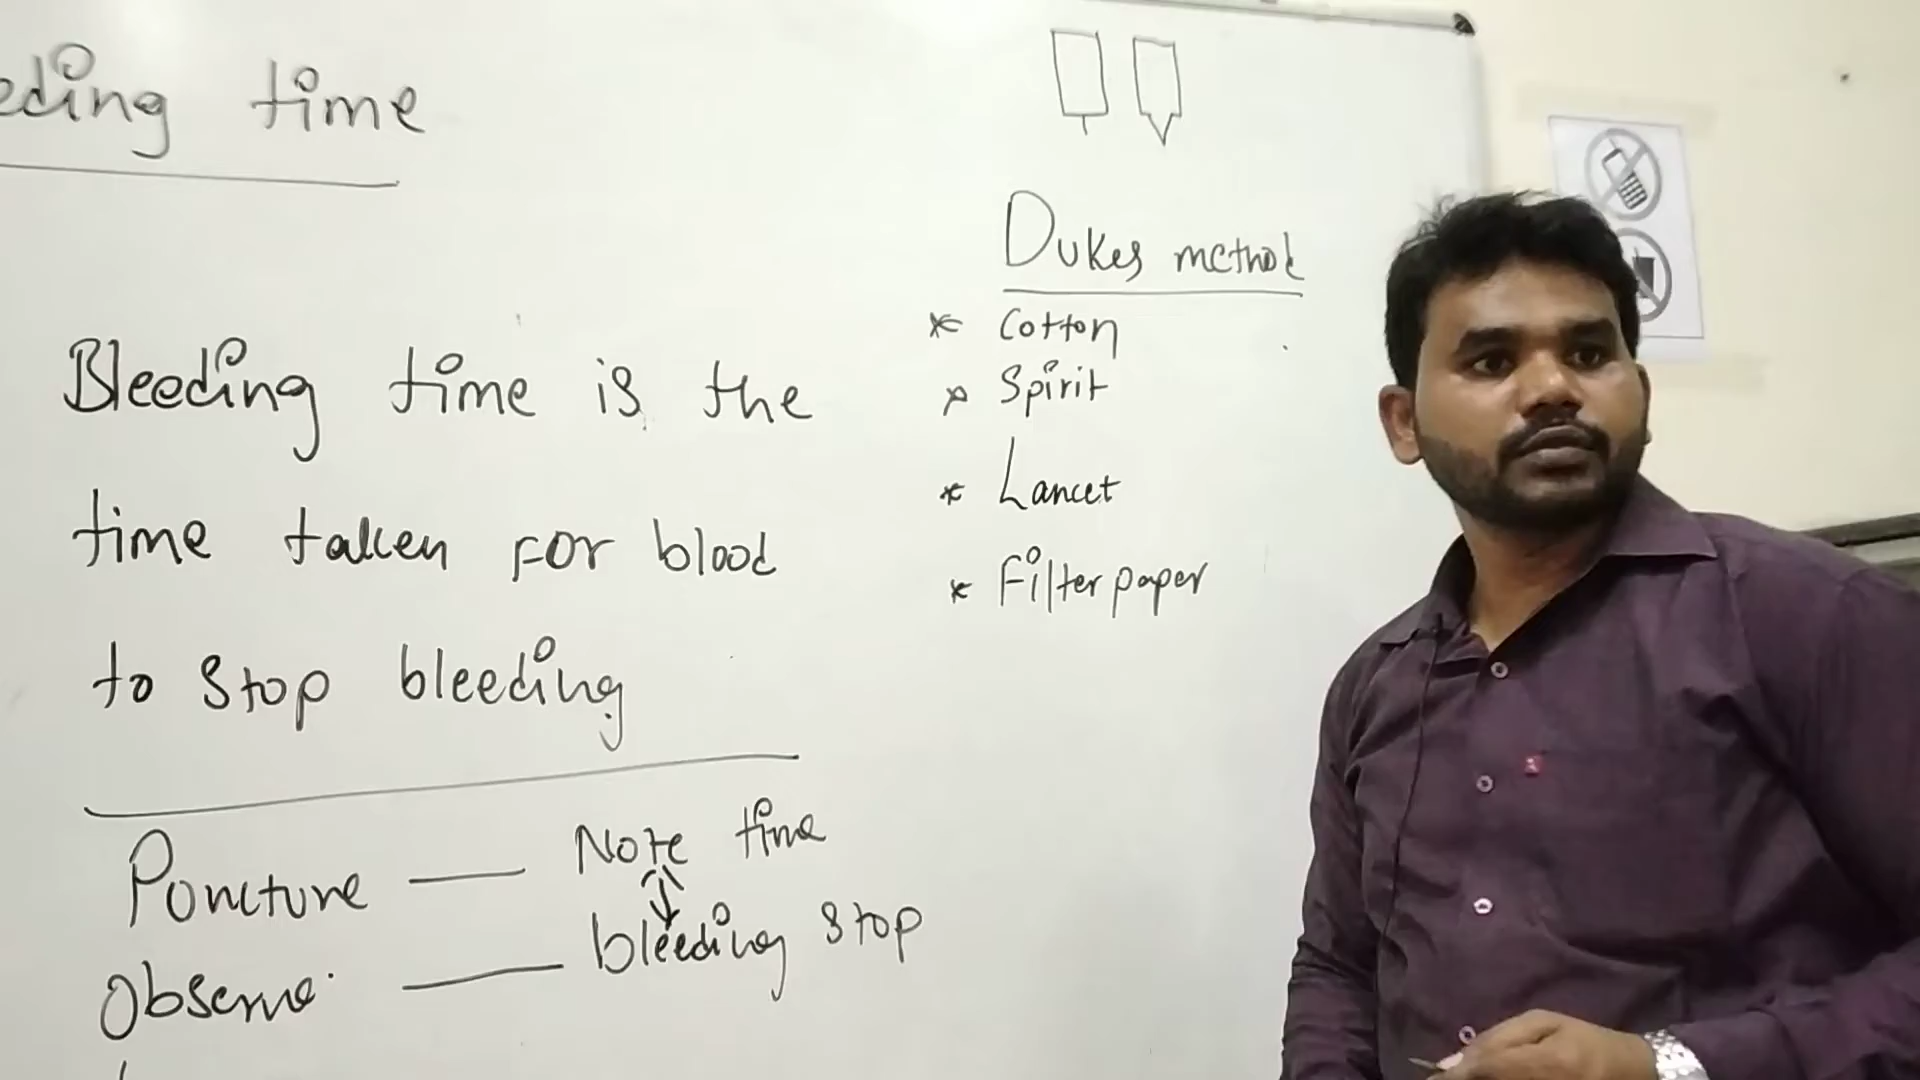 eding time
Bleeding time is the
time taken for blood
to stop bleeding
Poncture — Note time
Observe — bleeding stop
Dukes method
* Cotton
* Spirit
* Lancet
* Filter paper